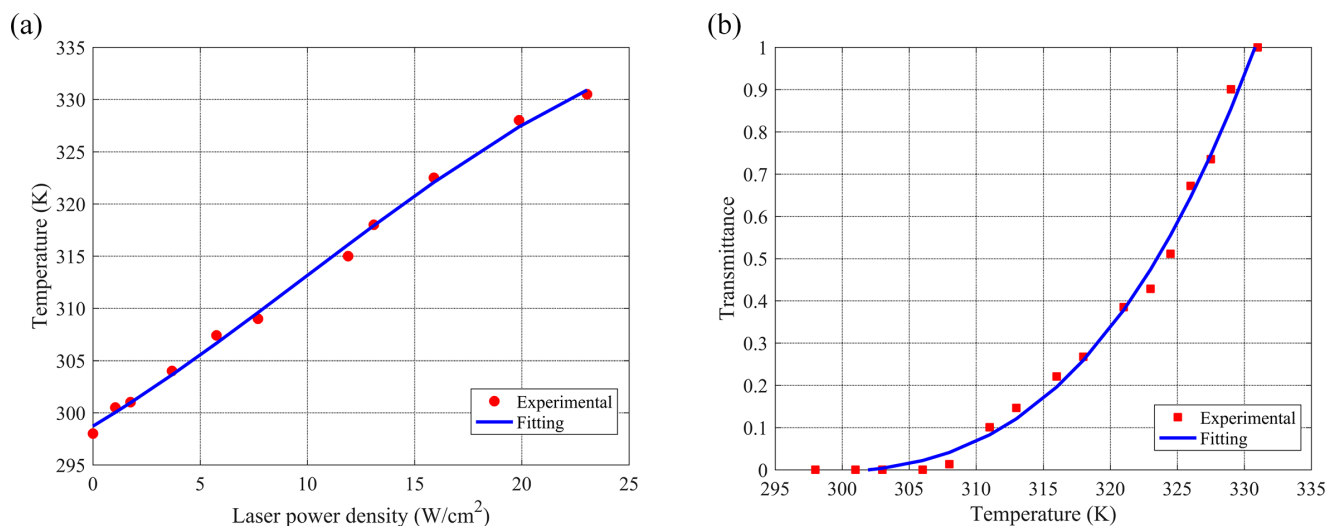 (a)
335
330
325
320
315
310
305
300
295
Temperature (K)
0 5 10 15 20 25
Laser power density (W/cm²)
Experimental
Fitting
(b)
1
0.9
0.8
0.7
0.6
0.5
0.4
0.3
0.2
0.1
0
Transmittance
295 300 305 310 315 320 325 330 335
Temperature (K)
Experimental
Fitting